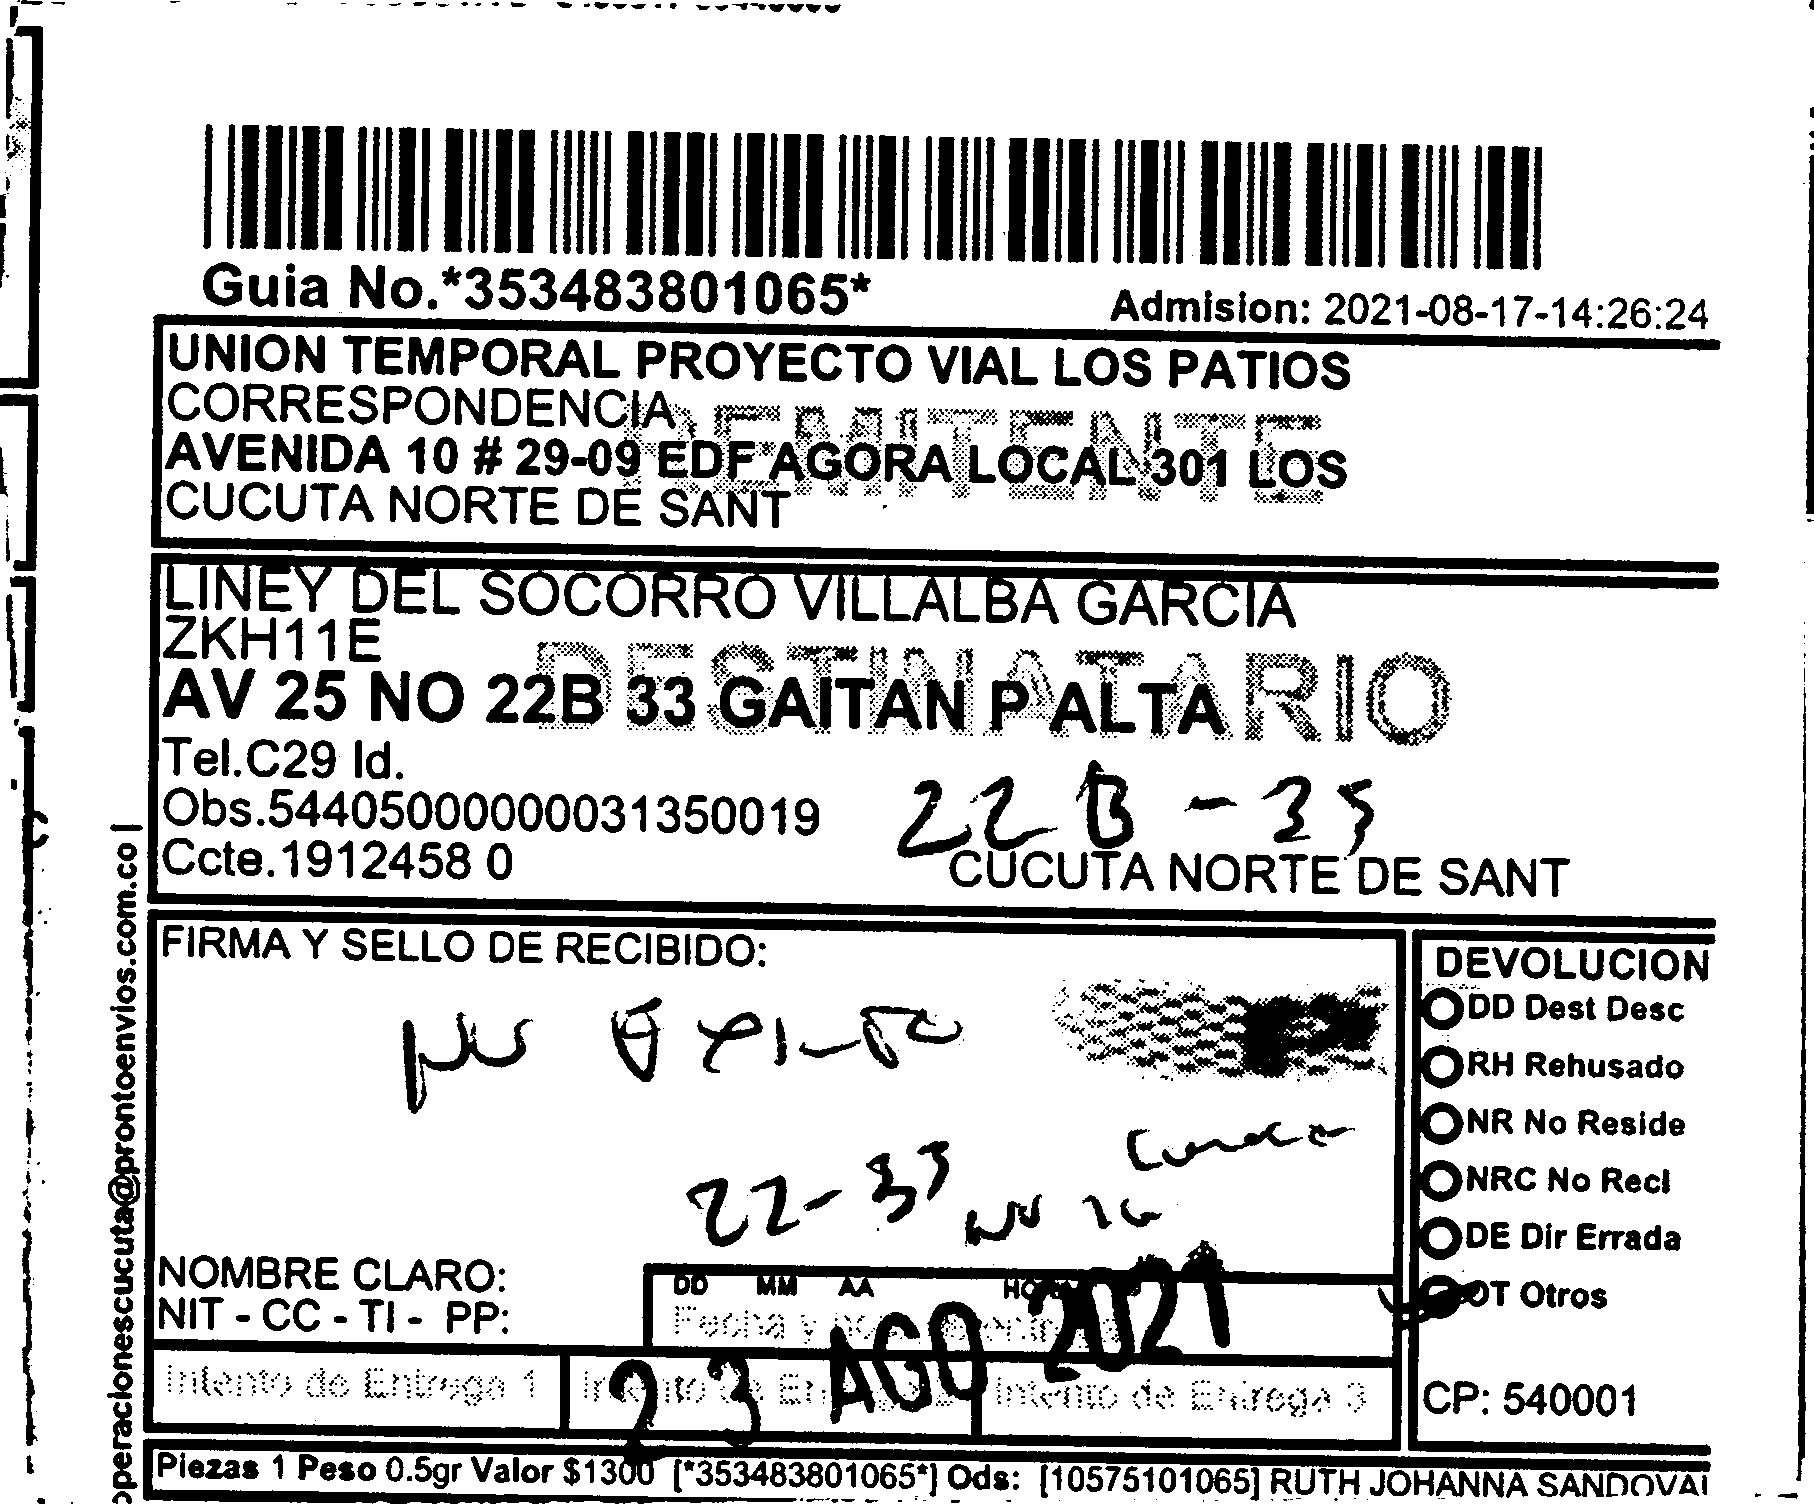 Guia No.*353483801065*
Admision: 2021-08-17-14:26:24
UNION TEMPORAL PROYECTO VIAL LOS PATIOS
CORRESPONDENCIA
REMITENTE
AVENIDA 10 # 29-09 EDF AGORA LOCAL 301 LOS
CUCUTA NORTE DE SANT
LINEY DEL SOCORRO VILLALBA GARCIA
ZKH11E
DESTINATARIO
AV 25 NO 22B 33 GAITAN P ALTA
Tel.C29 Id.
Obs.544050000000031350019
22 B - 35
Ccte.1912458 0
CUCUTA NORTE DE SANT
operacionescucuta@prontoenvios.com.co |
FIRMA Y SELLO DE RECIBIDO:
22-33
NOMBRE CLARO:
NIT - CC - TI - PP:
DD MM AA
23 AGO 2021
Intento de Entrega 1
Intento de Entrega 3
DEVOLUCION
DD Dest Desc
RH Rehusado
NR No Reside
NRC No Recl
DE Dir Errada
OT Otros
CP: 540001
Piezas 1 Peso 0.5gr Valor $1300 [*353483801065*] Ods: [10575101065] RUTH JOHANNA SANDOVAL